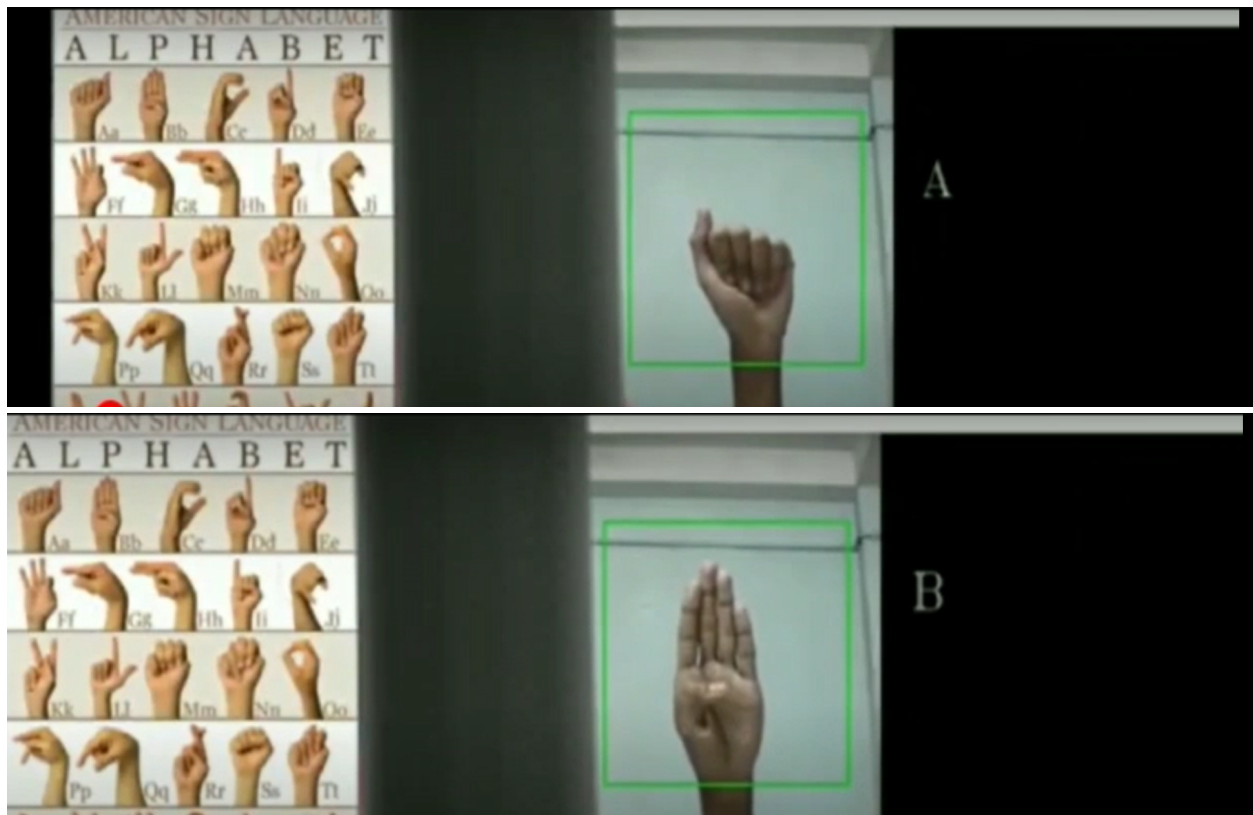 AMERICAN SIGN LANGUAGE
ALPHABET
Aa Bb Cc Dd Ee
Ff Gg Hh Ii Jj
Kk LJ Mm Nn Oo
Pp Qq Rr Ss Tt
A
AMERICAN SIGN LANGUAGE
ALPHABET
Aa Bb Cc Dd Ee
Ff Gg Hh Ii Jj
Kk LJ Mm Nn Oo
Pp Qq Rr Ss Tt
B